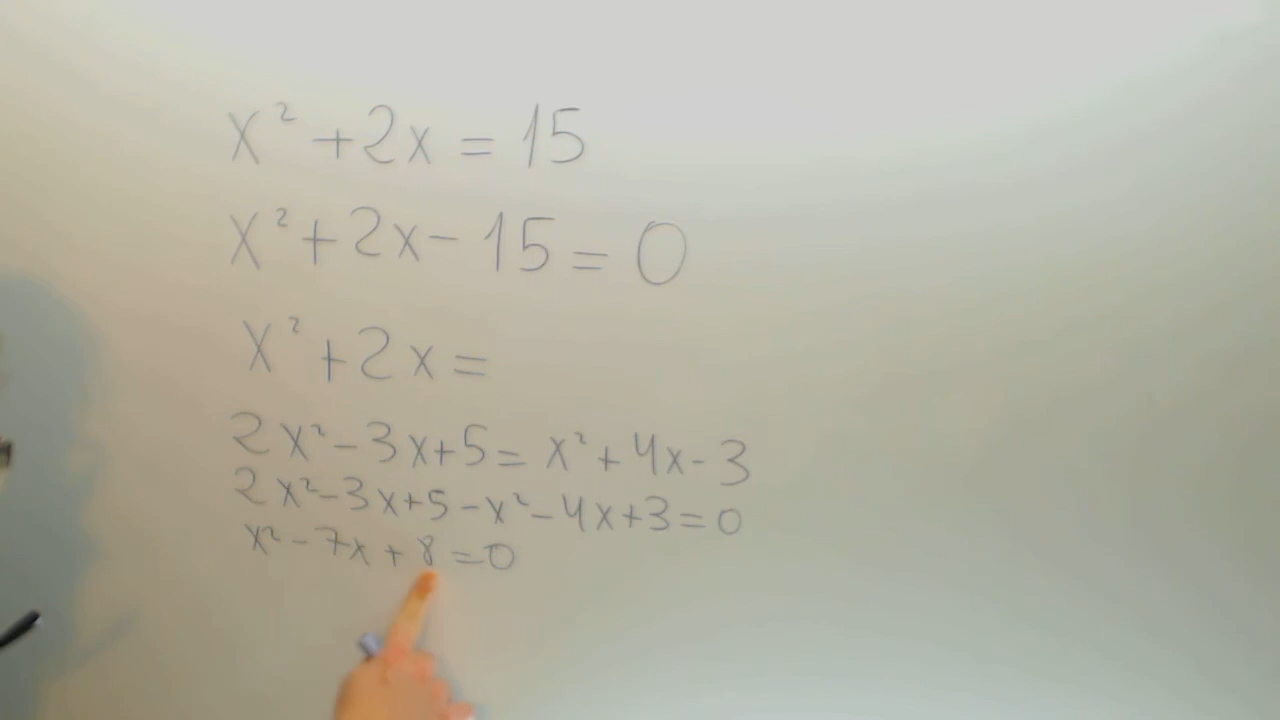 x² + 2x = 15
x² + 2x - 15 = 0
x² + 2x =
2x² - 3x + 5 = x² + 4x - 3
2x² - 3x + 5 - x² - 4x + 3 = 0
x² - 7x + 8 = 0